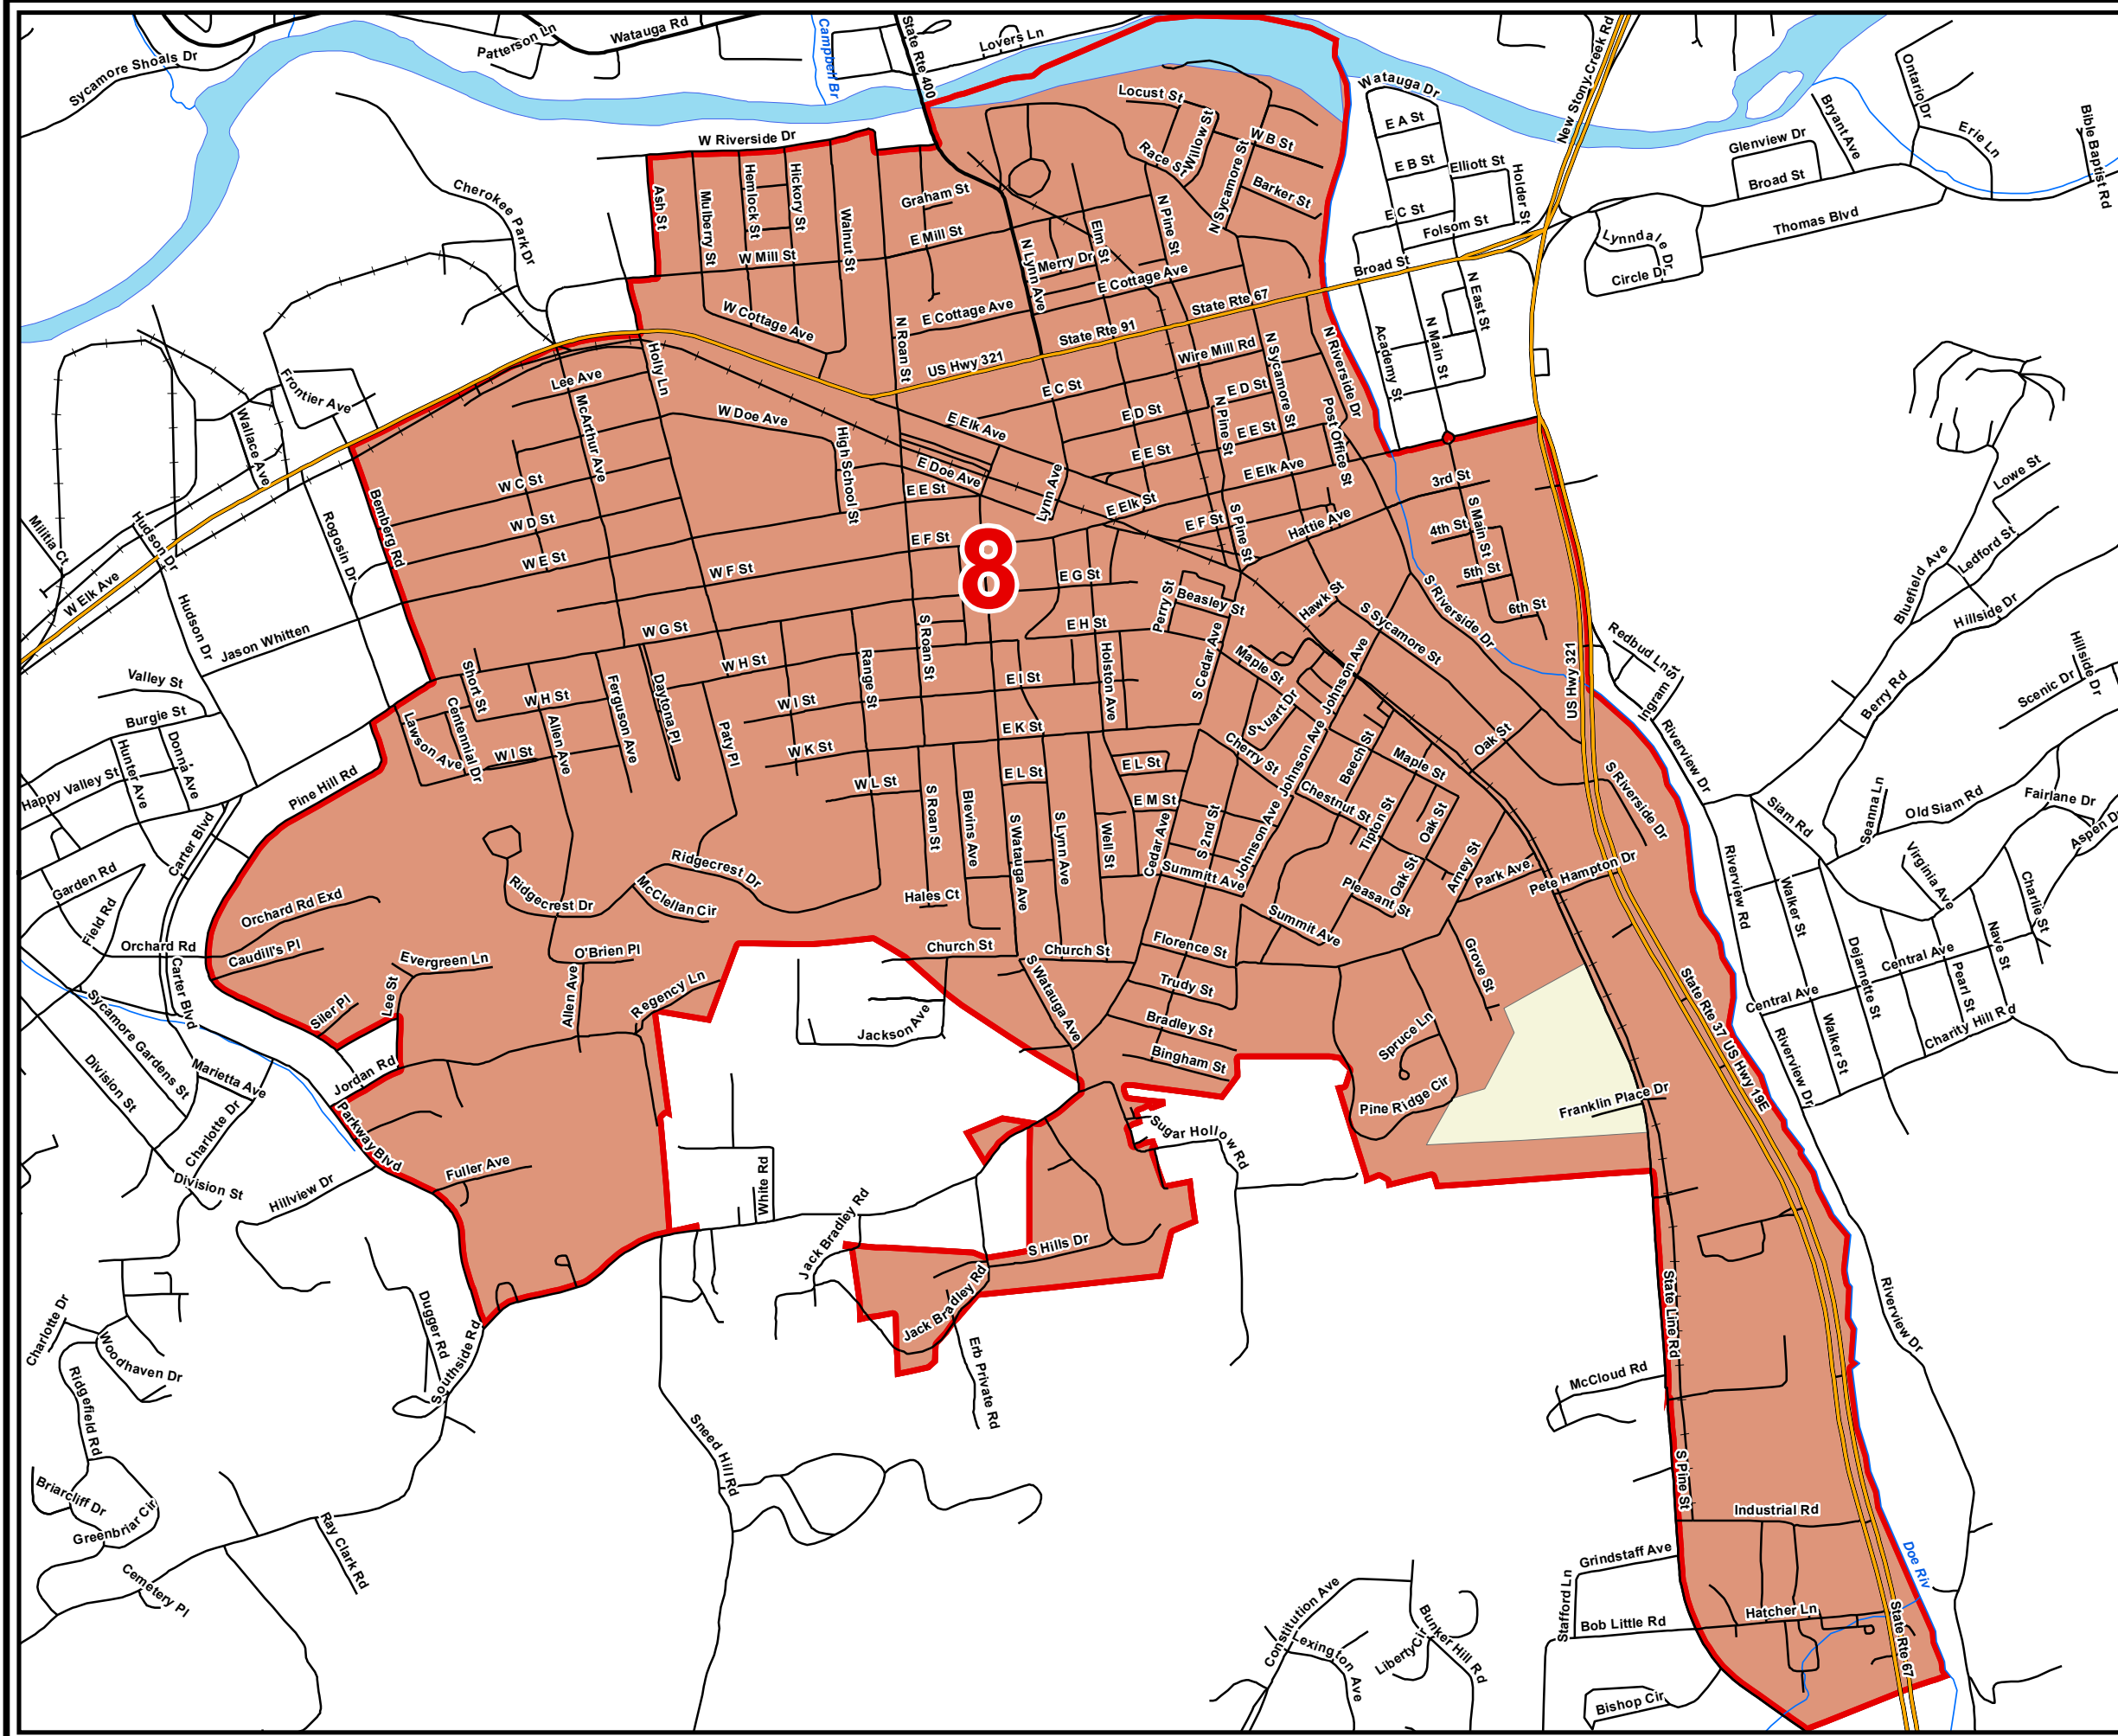 Sycamore Shoals Dr
Patterson Ln
Watauga Rd
Campbell Br
State Rte 400
Lovers Ln
New Stony Creek Rd
Ontario Dr
Bryant Ave
Erie Ln
Bible Baptist Rd
Watauga Dr
Locust St
Willow St
Race St
W B St
N Sycamore St
Barker St
E A St
E B St
Elliott St
Holder St
E C St
Folsom St
Glenview Dr
Broad St
Thomas Blvd
Lynndale Dr
Circle Dr
W Riverside Dr
Cherokee Park Dr
Ash St
Mulberry St
Hemlock St
Hickory St
Walnut St
Graham St
E Mill St
W Mill St
N Lynn Ave
Elm St
N Pine St
Merry Dr
E Cottage Ave
E Cottage Ave
W Cottage Ave
Broad St
State Rte 67
State Rte 91
US Hwy 321
N Roan St
N East St
N Main St
Academy St
N Riverside Dr
N Sycamore St
Wire Mill Rd
Holly Ln
Lee Ave
McArthur Ave
Frontier Ave
Wallace Ave
W Doe Ave
High School St
E C St
E D St
E D St
E Elk Ave
E E St
E E St
N Pine St
Post Office St
E Elk Ave
E Doe Ave
E E St
Lynn Ave
E Elk St
E F St
S Pine St
Hattie Ave
3rd St
4th St
S Main St
5th St
6th St
Militia Ct
Hudson Dr
W Elk Ave
Rogosin Dr
Bemberg Rd
W C St
W D St
W E St
W F St
E F St
8
E G St
Perry St
Beasley St
Hawk St
S Sycamore St
S Riverside Dr
Lowe St
Ledford St
Bluefield Ave
Hillside Dr
Hillside Dr
Scenic Dr
Berry Rd
Hudson Dr
Jason Whitten
W G St
S Roan St
E H St
Holston Ave
S Cedar Ave
Maple St
Johnson Ave
Stuart Dr
US Hwy 321
Redbud Ln
Ingram St
Riverview Dr
Valley St
Burgie St
Hunter Ave
Donna Ave
Happy Valley St
Short St
Centennial Dr
Lawson Ave
W H St
W H St
W I St
Allen Ave
Ferguson Ave
Daytona Pl
Paty Pl
W I St
Range St
E I St
W K St
E K St
W L St
E L St
E L St
E M St
Cherry St
Johnson Ave
Beech St
Maple St
Oak St
Chestnut St
Tipton St
Oak St
S Riverside Dr
Pine Hill Rd
Carter Blvd
S Roan St
Blevins Ave
S Watauga Ave
S Lynn Ave
Well St
Cedar Ave
S 2nd St
Johnson Ave
Summitt Ave
Pleasant St
Oak St
Arney St
Park Ave
Pete Hampton Dr
Siam Rd
Seanna Ln
Old Siam Rd
Fairlane Dr
Aspen Dr
Virginia Ave
Riverview Rd
Walker St
Dejarnette St
Central Ave
Nave St
Pearl St
Charlie St
Charity Hill Rd
Garden Rd
Field Rd
Orchard Rd
Orchard Rd Exd
Caudill's Pl
Evergreen Ln
Lee St
Siler Pl
Ridgecrest Dr
Ridgecrest Dr
McClellan Cir
O'Brien Pl
Allen Ave
Regency Ln
Hales Ct
Church St
Church St
Florence St
Summit Ave
Trudy St
Bradley St
Bingham St
S Watauga Ave
Jackson Ave
Grove St
Spruce Ln
Pine Ridge Cir
Franklin Place Dr
State Rte 37
US Hwy 19E
Central Ave
Riverview Dr
Walker St
Carter Blvd
Sycamore Gardens St
Division St
Marietta Ave
Charlotte Dr
Division St
Jordan Rd
Parkway Blvd
Fuller Ave
Hillview Dr
White Rd
Sugar Hollow Rd
Jack Bradley Rd
S Hills Dr
Jack Bradley Rd
Erb Private Rd
Charlotte Dr
Woodhaven Dr
Ridgefield Rd
Dugger Rd
Southside Rd
Briarcliff Dr
Greenbriar Cir
Cemetery Pl
Ray Clark Rd
Sneed Hill Rd
State Line Rd
McCloud Rd
S Pine St
Riverview Dr
Industrial Rd
Grindstaff Ave
Stafford Ln
Bob Little Rd
Hatcher Ln
Doe Riv
State Rte 67
Bishop Cir
Constitution Ave
Lexington Ave
Liberty Cir
Bunker Hill Rd